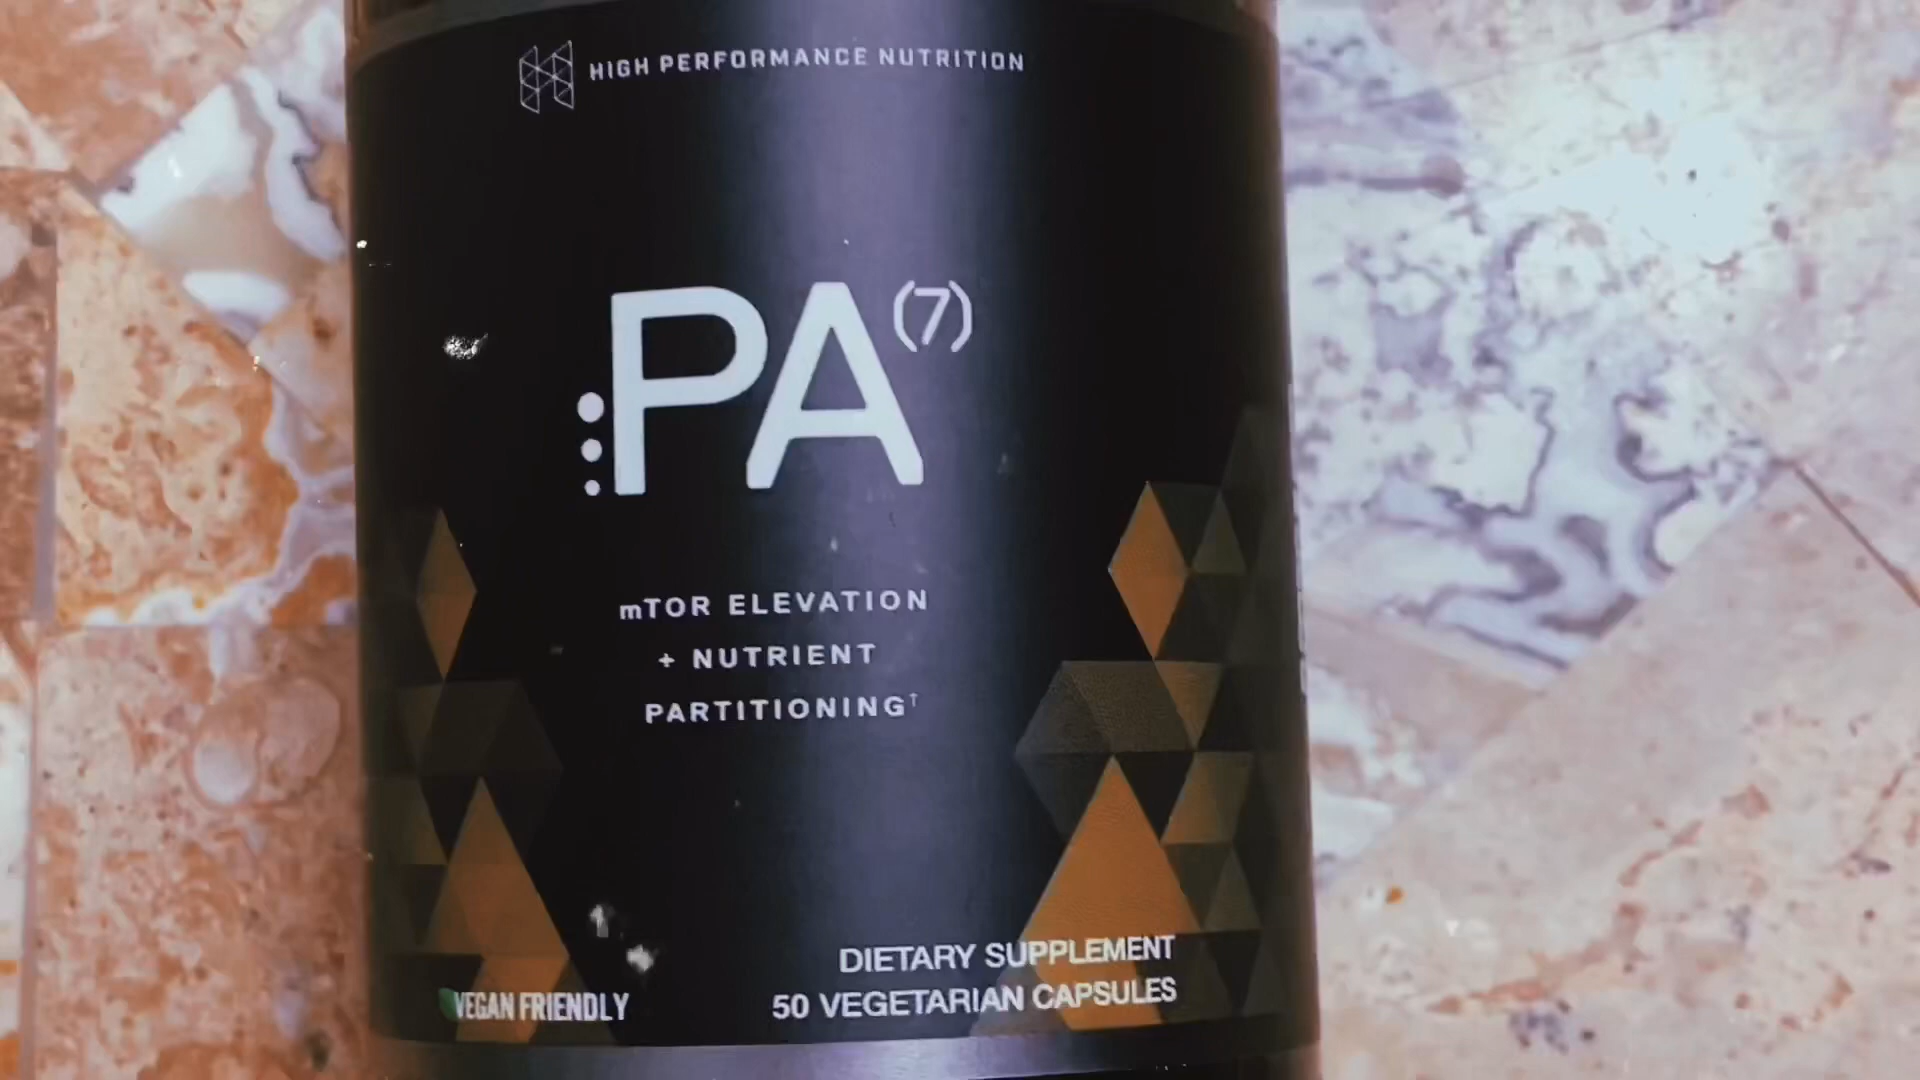 HIGH PERFORMANCE NUTRITION
PA(7)
mTOR ELEVATION
+ NUTRIENT
PARTITIONING†
DIETARY SUPPLEMENT
VEGAN FRIENDLY
50 VEGETARIAN CAPSULES